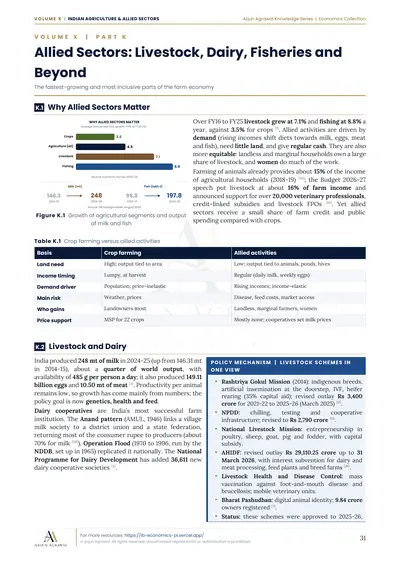 VOLUME X | INDIAN AGRICULTURE & ALLIED SECTORS
Arjun Agrawal Knowledge Series | Economics Collection
VOLUME X | PART K
Allied Sectors: Livestock, Dairy, Fisheries and
Beyond
The fastest-growing and most inclusive parts of the farm economy
K.1 Why Allied Sectors Matter
WHY ALLIED SECTORS MATTER
Crops 3.5
Agriculture (all)
Livestock 7.1
Fishing 8.8
146.3 248 95.8 197.8
Figure K.1 Growth of agricultural segments and output
of milk and fish
Over FY16 to FY25 livestock grew at 7.1% and fishing at 8.8% a
year, against 3.5% for crops. Allied activities are driven by
demand (rising incomes shift diets towards milk, eggs, meat
and fish), need little land, and give regular cash. They are also
more equitable: landless and marginal households own a large
share of livestock, and women do much of the work.
Farming of animals already provides about 15% of the income
of agricultural households (2018-19); the Budget 2026-27
speech put livestock at about 16% of farm income and
announced support for over 20,000 veterinary professionals,
credit-linked subsidies and livestock FPOs. Yet allied
sectors receive a small share of farm credit and public
spending compared with crops.
Table K.1 Crop farming versus allied activities
Basis Crop farming Allied activities
Land need High; output tied to area Low; output tied to animals, ponds, hives
Income timing Lumpy, at harvest Regular (daily milk, weekly eggs)
Demand driver Population; price-inelastic Rising incomes; income-elastic
Main risk Weather, prices Disease, feed costs, market access
Who gains Landowners most Landless, marginal farmers, women
Price support MSP for 22 crops Mostly none; cooperatives set milk prices
K.2 Livestock and Dairy
India produced 248 mt of milk in 2024-25 (up from 146.31 mt
in 2014-15), about a quarter of world output, with
availability of 485 g per person a day; it also produced 149.11
billion eggs and 10.50 mt of meat. Productivity per animal
remains low, so growth has come mainly from numbers; the
policy goal is now genetics, health and feed.
Dairy cooperatives are India's most successful farm
institution. The Anand pattern (AMUL, 1946) links a village
milk society to a district union and a state federation,
returning most of the consumer rupee to producers (about
70% for milk). Operation Flood (1970 to 1996, run by the
NDDB, set up in 1965) replicated it nationally. The National
Programme for Dairy Development has added 36,611 new
dairy cooperative societies.
POLICY MECHANISM | LIVESTOCK SCHEMES IN
ONE VIEW
Rashtriya Gokul Mission (2014): indigenous breeds,
artificial insemination at the doorstep, IVF, heifer
rearing (35% capital aid); revised outlay Rs 3,400
crore for 2021-22 to 2025-26 (March 2025).
NPDD: chilling, testing and cooperative
infrastructure; revised to Rs 2,790 crore.
National Livestock Mission: entrepreneurship in
poultry, sheep, goat, pig and fodder, with capital
subsidy.
AHIDF: revised outlay Rs 29,110.25 crore up to 31
March 2026, with interest subvention for dairy and
meat processing, feed plants and breed farms.
Livestock Health and Disease Control: mass
vaccination against foot-and-mouth disease and
brucellosis; mobile veterinary units.
Bharat Pashudhan: digital animal identity; 9.84 crore
owners registered.
Status: these schemes were approved to 2025-26,
ARJUN AGRAWAL
For more resources: https://ib-economics-pi.vercel.app/
31